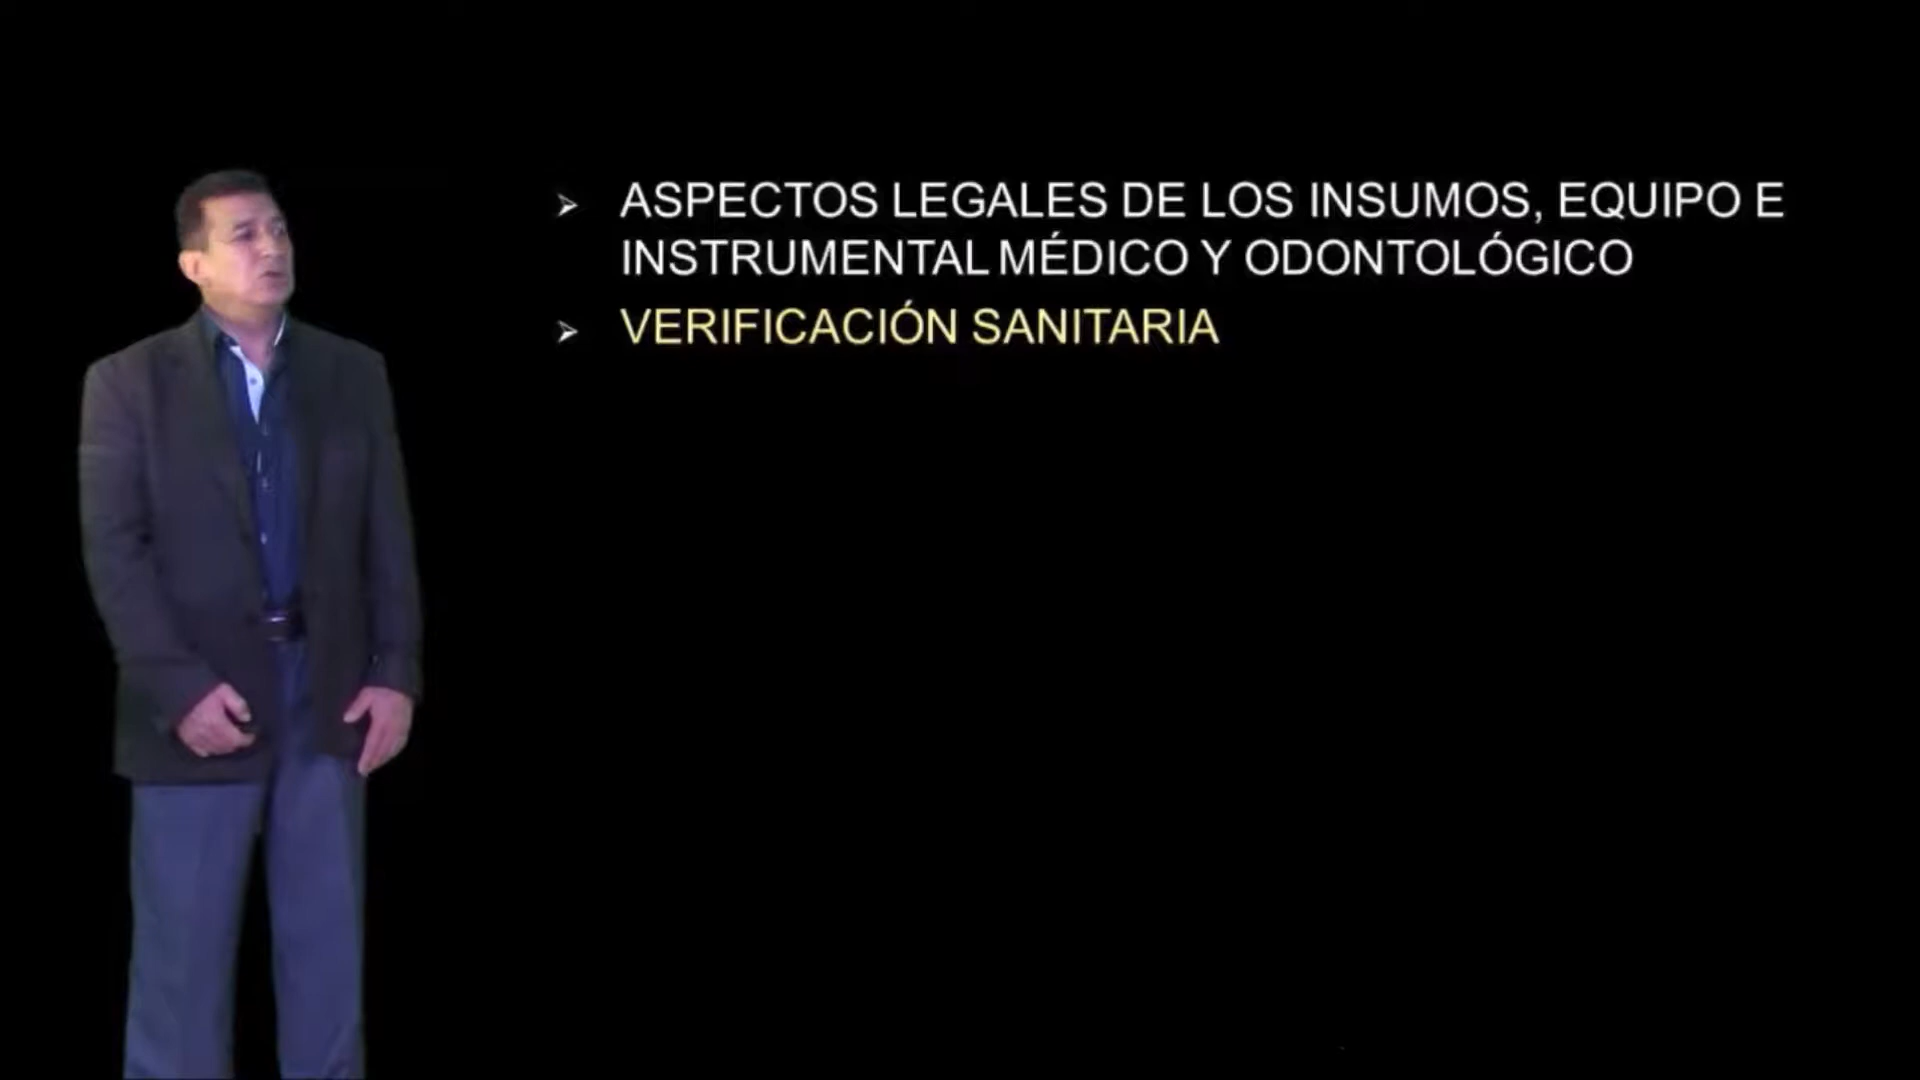 ASPECTOS LEGALES DE LOS INSUMOS, EQUIPO E
INSTRUMENTAL MÉDICO Y ODONTOLÓGICO
VERIFICACIÓN SANITARIA